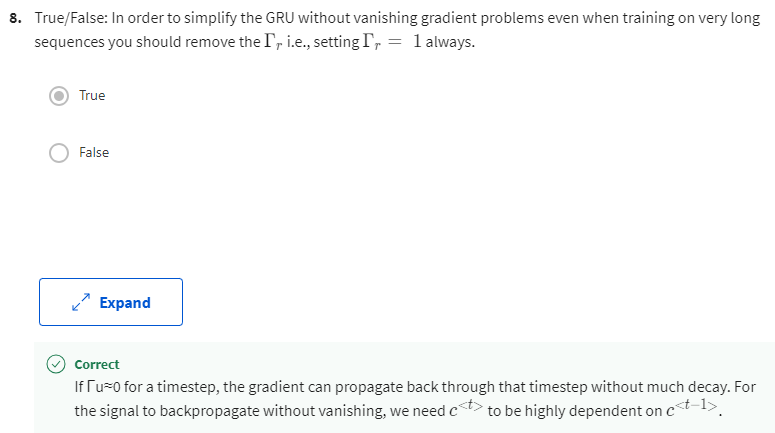 8. True/False: In order to simplify the GRU without vanishing gradient problems even when training on very long
sequences you should remove the Γᵣ i.e., setting Γᵣ = 1 always.
True
False
Expand
Correct
If Γu≈0 for a timestep, the gradient can propagate back through that timestep without much decay. For
the signal to backpropagate without vanishing, we need c<t> to be highly dependent on c<t−1>.